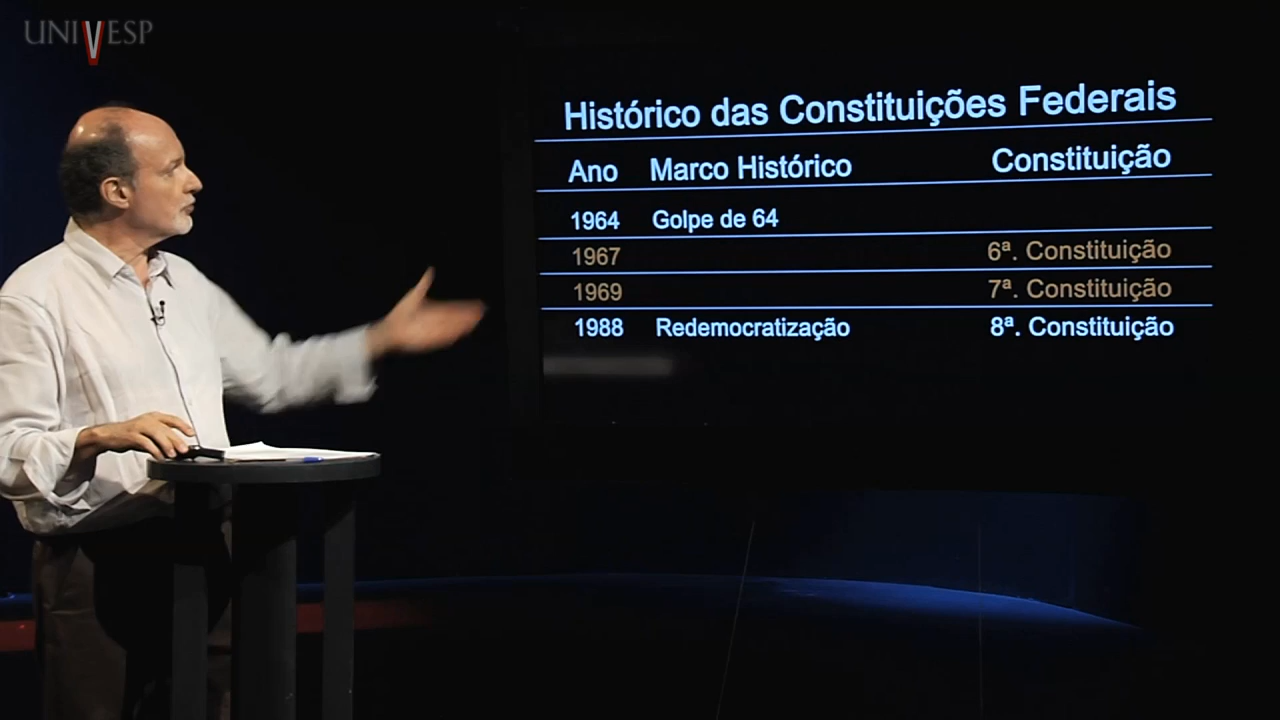 UNIVESP
Histórico das Constituições Federais
Ano Marco Histórico Constituição
1964 Golpe de 64
1967 6ª. Constituição
1969 7ª. Constituição
1988 Redemocratização 8ª. Constituição